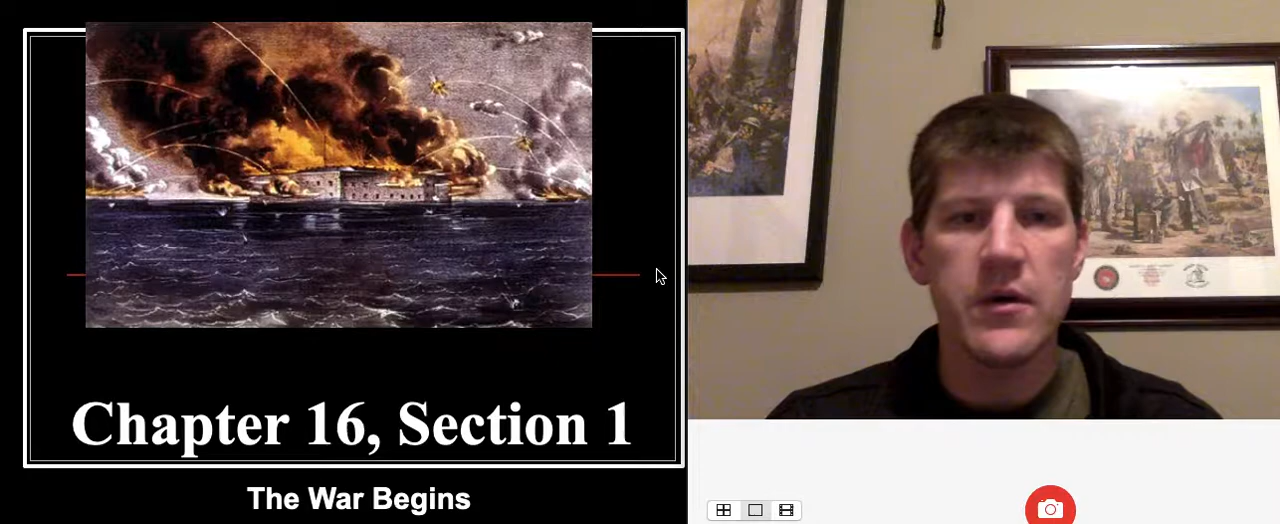 Chapter 16, Section 1
The War Begins